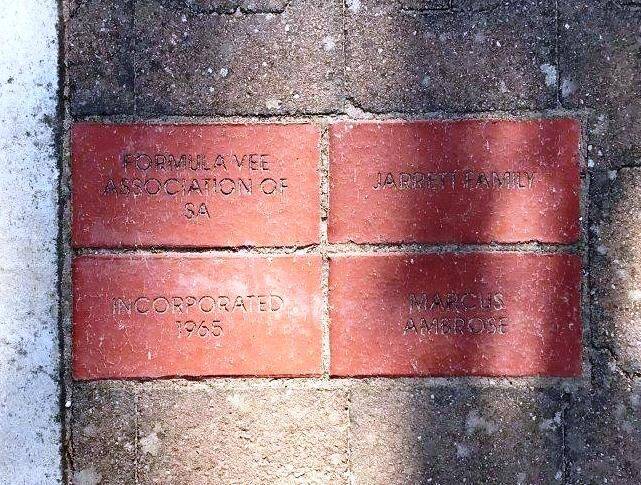 FORMULA VEE
ASSOCIATION OF
SA
JARRETT FAMILY
INCORPORATED
1965
MARCUS
AMBROSE